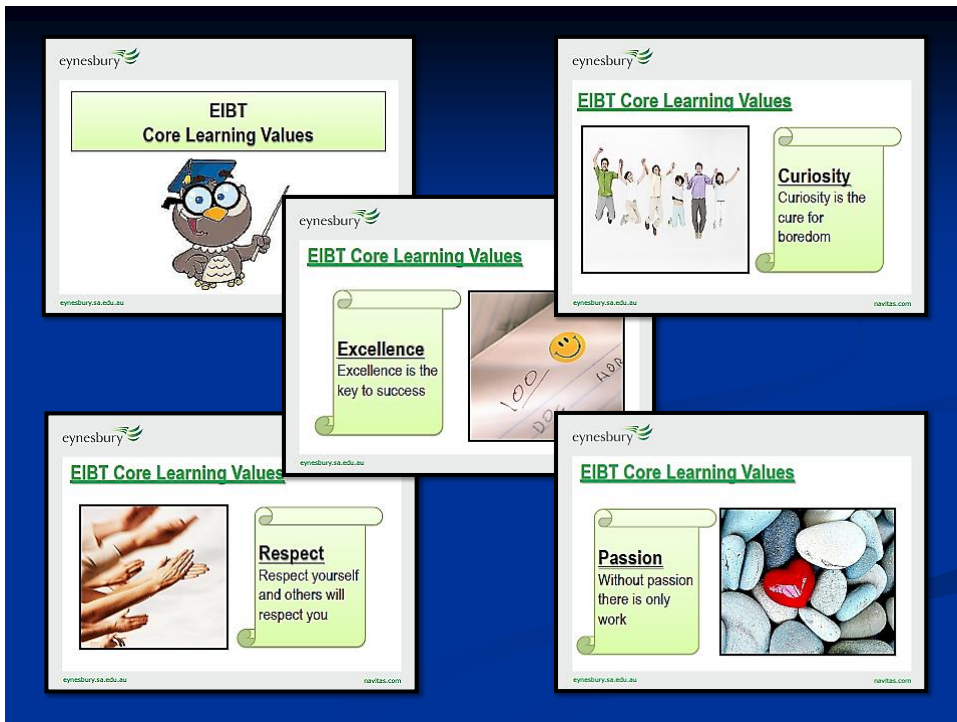 eynesbury
EIBT
Core Learning Values
eynesbury.sa.edu.au
eynesbury
EIBT Core Learning Values
Curiosity
Curiosity is the
cure for
boredom
eynesbury.sa.edu.au
navitas.com
eynesbury
EIBT Core Learning Values
Excellence
Excellence is the
key to success
100
eynesbury.sa.edu.au
eynesbury
EIBT Core Learning Values
Respect
Respect yourself
and others will
respect you
eynesbury.sa.edu.au
navitas.com
eynesbury
EIBT Core Learning Values
Passion
Without passion
there is only
work
eynesbury.sa.edu.au
navitas.com